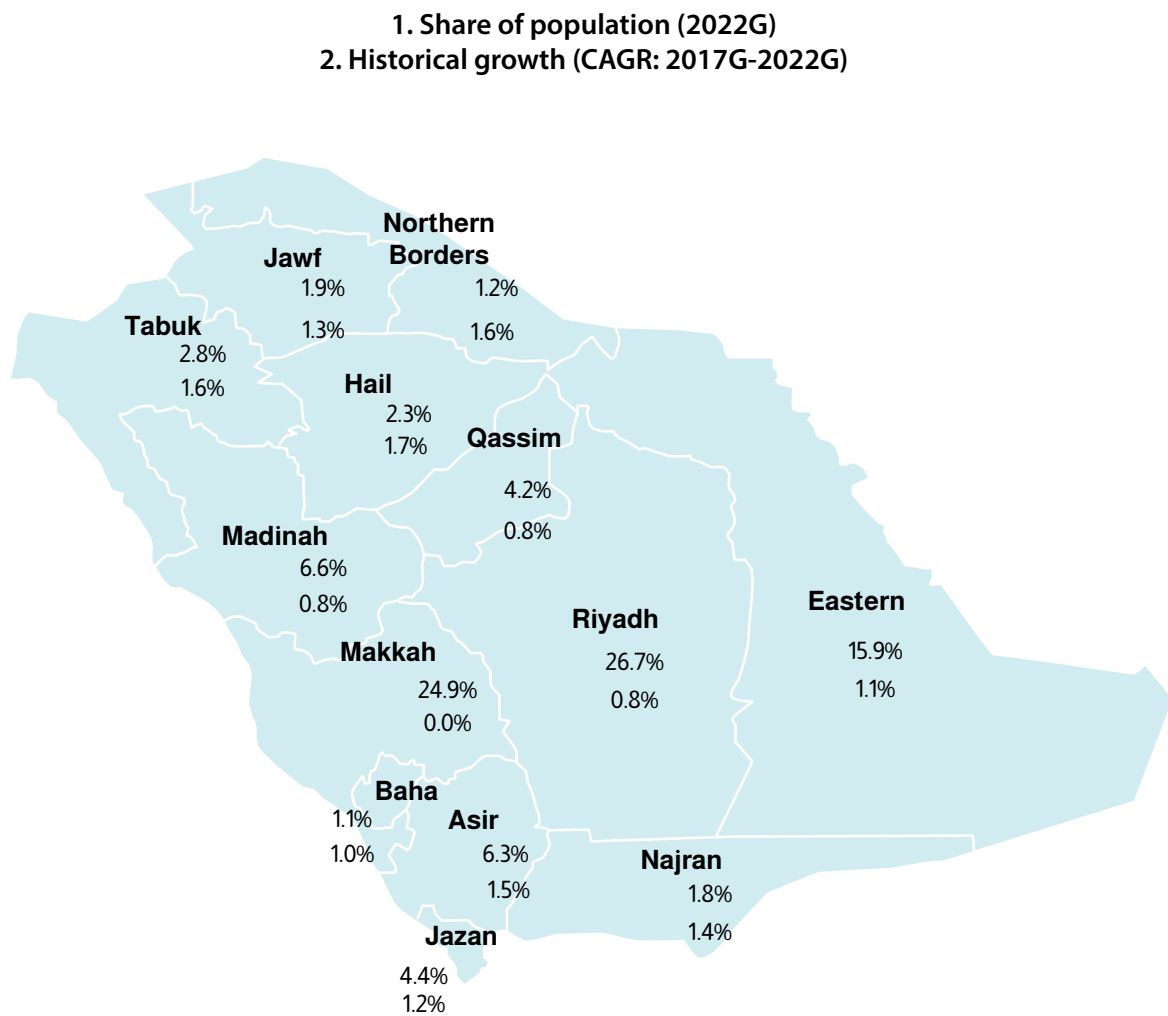 1. Share of population (2022G)
2. Historical growth (CAGR: 2017G-2022G)
Northern
Borders
1.2%
1.6%
Jawf
1.9%
1.3%
Tabuk
2.8%
1.6%
Hail
2.3%
1.7%
Qassim
4.2%
0.8%
Madinah
6.6%
0.8%
Riyadh
26.7%
0.8%
Eastern
15.9%
1.1%
Makkah
24.9%
0.0%
Baha
1.1%
1.0%
Asir
6.3%
1.5%
Najran
1.8%
1.4%
Jazan
4.4%
1.2%